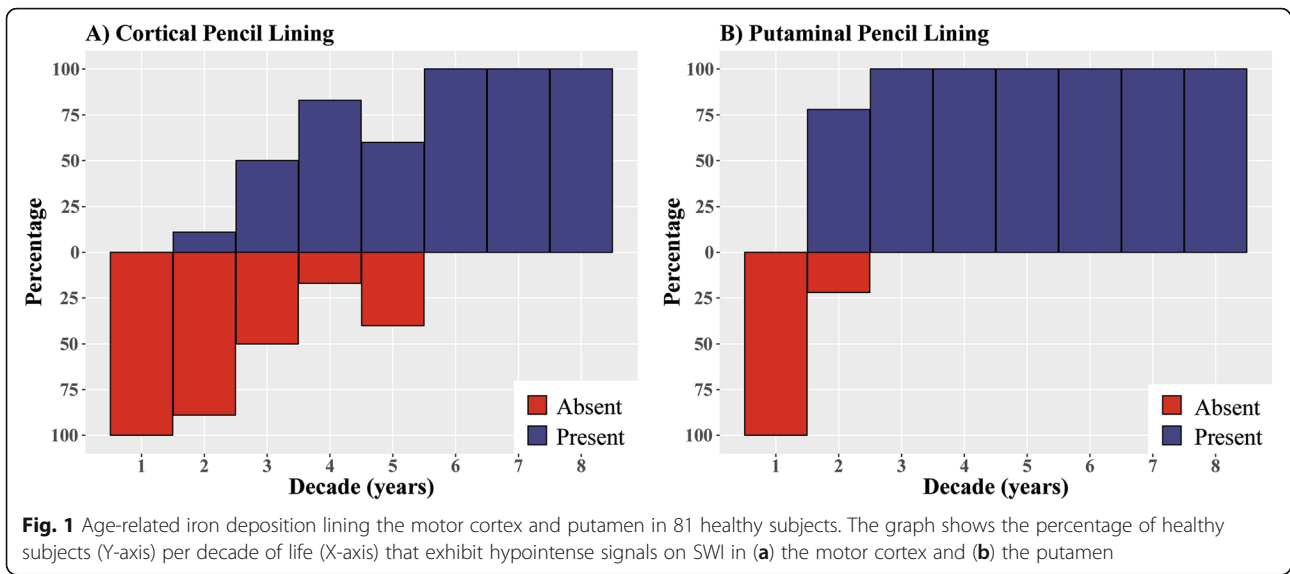 A) Cortical Pencil Lining
100
75
50
25
0
25
50
75
100
Percentage
1 2 3 4 5 6 7 8
Decade (years)
Absent
Present
B) Putaminal Pencil Lining
100
75
50
25
0
25
50
75
100
Percentage
1 2 3 4 5 6 7 8
Decade (years)
Absent
Present
Fig. 1 Age-related iron deposition lining the motor cortex and putamen in 81 healthy subjects. The graph shows the percentage of healthy
subjects (Y-axis) per decade of life (X-axis) that exhibit hypointense signals on SWI in (a) the motor cortex and (b) the putamen